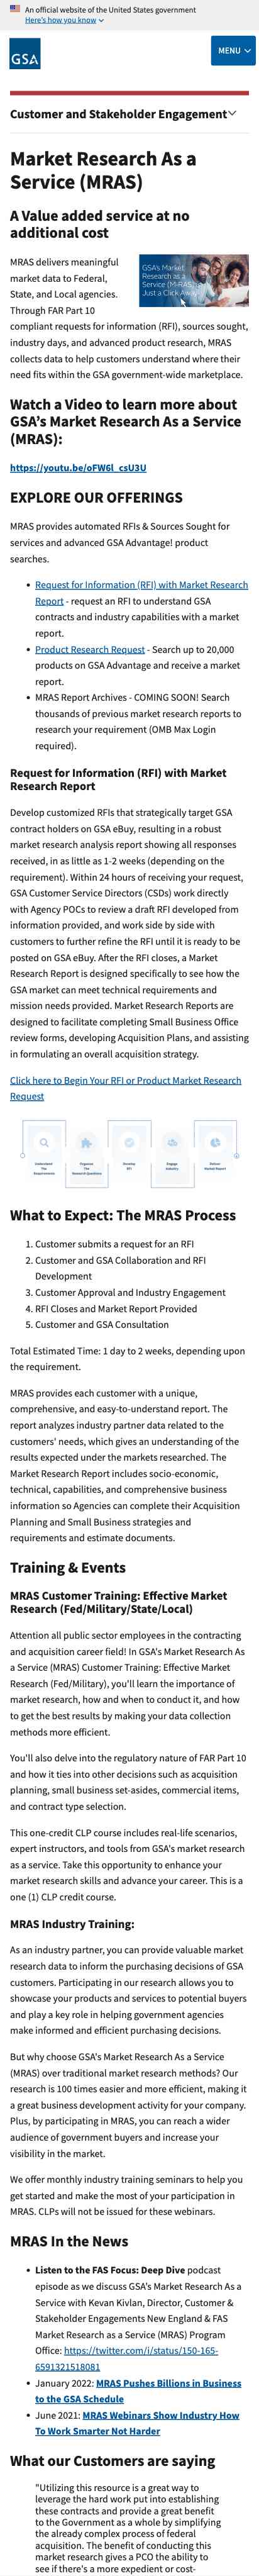 An official website of the United States government
Here's how you know
GSA
MENU
Customer and Stakeholder Engagement
Market Research As a
Service (MRAS)
A Value added service at no
additional cost
MRAS delivers meaningful
market data to Federal,
State, and Local agencies.
Through FAR Part 10
GSA's Market
Research as a
Service (M-RAS)
Just a Click Away
compliant requests for information (RFI), sources sought,
industry days, and advanced product research, MRAS
collects data to help customers understand where their
need fits within the GSA government-wide marketplace.
Watch a Video to learn more about
GSA's Market Research As a Service
(MRAS):
https://youtu.be/oFW6l_csU3U
EXPLORE OUR OFFERINGS
MRAS provides automated RFIs & Sources Sought for
services and advanced GSA Advantage! product
searches.
• Request for Information (RFI) with Market Research
Report - request an RFI to understand GSA
contracts and industry capabilities with a market
report.
• Product Research Request - Search up to 20,000
products on GSA Advantage and receive a market
report.
• MRAS Report Archives - COMING SOON! Search
thousands of previous market research reports to
research your requirement (OMB Max Login
required).
Request for Information (RFI) with Market
Research Report
Develop customized RFIs that strategically target GSA
contract holders on GSA eBuy, resulting in a robust
market research analysis report showing all responses
received, in as little as 1-2 weeks (depending on the
requirement). Within 24 hours of receiving your request,
GSA Customer Service Directors (CSDs) work directly
with Agency POCs to review a draft RFI developed from
information provided, and work side by side with
customers to further refine the RFI until it is ready to be
posted on GSA eBuy. After the RFI closes, a Market
Research Report is designed specifically to see how the
GSA market can meet technical requirements and
mission needs provided. Market Research Reports are
designed to facilitate completing Small Business Office
review forms, developing Acquisition Plans, and assisting
in formulating an overall acquisition strategy.
Click here to Begin Your RFI or Product Market Research
Request
Understand
The
Requirements
Organize
The
Research Questions
Develop
RFI
Engage
Industry
Deliver
Market Report
What to Expect: The MRAS Process
1. Customer submits a request for an RFI
2. Customer and GSA Collaboration and RFI
Development
3. Customer Approval and Industry Engagement
4. RFI Closes and Market Report Provided
5. Customer and GSA Consultation
Total Estimated Time: 1 day to 2 weeks, depending upon
the requirement.
MRAS provides each customer with a unique,
comprehensive, and easy-to-understand report. The
report analyzes industry partner data related to the
customers' needs, which gives an understanding of the
results expected under the markets researched. The
Market Research Report includes socio-economic,
technical, capabilities, and comprehensive business
information so Agencies can complete their Acquisition
Planning and Small Business strategies and
requirements and estimate documents.
Training & Events
MRAS Customer Training: Effective Market
Research (Fed/Military/State/Local)
Attention all public sector employees in the contracting
and acquisition career field! In GSA's Market Research As
a Service (MRAS) Customer Training: Effective Market
Research (Fed/Military), you'll learn the importance of
market research, how and when to conduct it, and how
to get the best results by making your data collection
methods more efficient.
You'll also delve into the regulatory nature of FAR Part 10
and how it ties into other decisions such as acquisition
planning, small business set-asides, commercial items,
and contract type selection.
This one-credit CLP course includes real-life scenarios,
expert instructors, and tools from GSA's market research
as a service. Take this opportunity to enhance your
market research skills and advance your career. This is a
one (1) CLP credit course.
MRAS Industry Training:
As an industry partner, you can provide valuable market
research data to inform the purchasing decisions of GSA
customers. Participating in our research allows you to
showcase your products and services to potential buyers
and play a key role in helping government agencies
make informed and efficient purchasing decisions.
But why choose GSA's Market Research As a Service
(MRAS) over traditional market research methods? Our
research is 100 times easier and more efficient, making it
a great business development activity for your company.
Plus, by participating in MRAS, you can reach a wider
audience of government buyers and increase your
visibility in the market.
We offer monthly industry training seminars to help you
get started and make the most of your participation in
MRAS. CLPs will not be issued for these webinars.
MRAS In the News
• Listen to the FAS Focus: Deep Dive podcast
episode as we discuss GSA's Market Research As a
Service with Kevan Kivlan, Director, Customer &
Stakeholder Engagements New England & FAS
Market Research as a Service (MRAS) Program
Office: https://twitter.com/i/status/150-165-
6591321518081
• January 2022: MRAS Pushes Billions in Business
to the GSA Schedule
• June 2021: MRAS Webinars Show Industry How
To Work Smarter Not Harder
What our Customers are saying
"Utilizing this resource is a great way to
leverage the hard work put into establishing
these contracts and provide a great benefit
to the Government as a whole by simplifying
the already complex process of federal
acquisition. The benefit of conducting this
market research gives a PCO the ability to
see if there's a more expedient or cost-